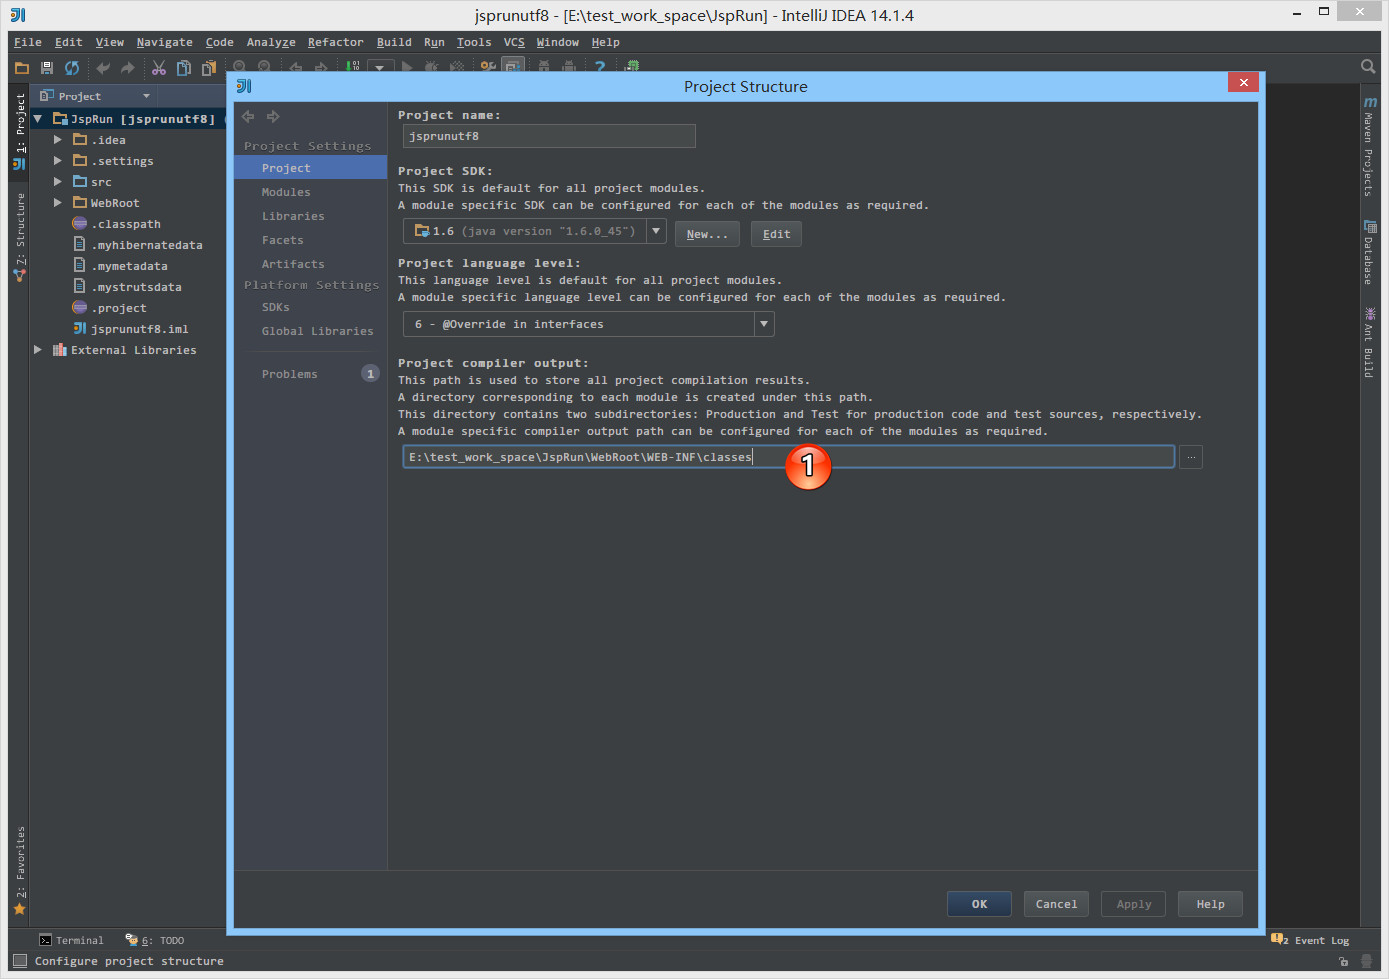 jsprunutf8 - [E:\test_work_space\JspRun] - IntelliJ IDEA 14.1.4
File Edit View Navigate Code Analyze Refactor Build Run Tools VCS Window Help
Project
1: Project
7: Structure
2: Favorites
JspRun [jsprunutf8]
.idea
.settings
src
WebRoot
.classpath
.myhibernatedata
.mymetadata
.mystrutsdata
.project
jsprunutf8.iml
External Libraries
Project Structure
Project Settings
Project
Modules
Libraries
Facets
Artifacts
Platform Settings
SDKs
Global Libraries
Problems 1
Project name:
jsprunutf8
Project SDK:
This SDK is default for all project modules.
A module specific SDK can be configured for each of the modules as required.
1.6 (java version "1.6.0_45") New... Edit
Project language level:
This language level is default for all project modules.
A module specific language level can be configured for each of the modules as required.
6 - @Override in interfaces
Project compiler output:
This path is used to store all project compilation results.
A directory corresponding to each module is created under this path.
This directory contains two subdirectories: Production and Test for production code and test sources, respectively.
A module specific compiler output path can be configured for each of the modules as required.
E:\test_work_space\JspRun\WebRoot\WEB-INF\classes ...
1
OK Cancel Apply Help
m Maven Projects
Database
Ant Build
Terminal 6: TODO 2 Event Log
Configure project structure